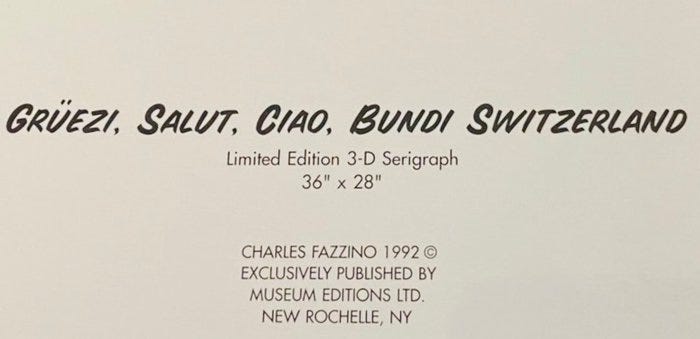 GRÜEZI, SALUT, CIAO, BUNDI SWITZERLAND
Limited Edition 3-D Serigraph
36" x 28"
CHARLES FAZZINO 1992 ©
EXCLUSIVELY PUBLISHED BY
MUSEUM EDITIONS LTD.
NEW ROCHELLE, NY